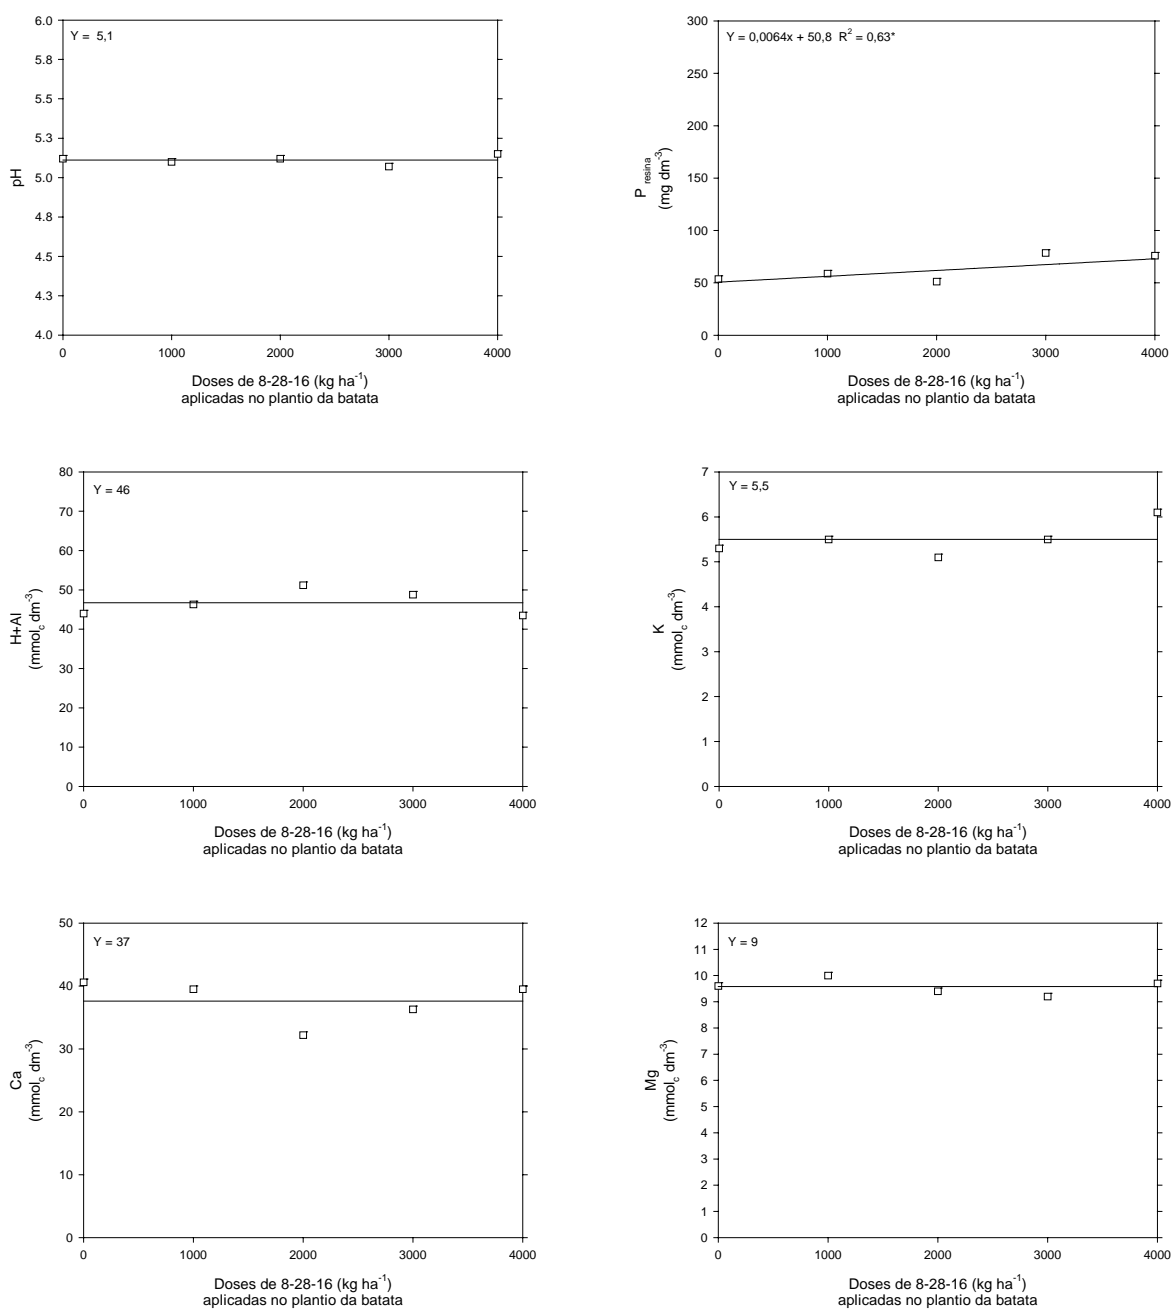 6.0
5.8
5.5
5.3
5.0
4.8
4.5
4.3
4.0
Y = 5,1
pH
0 1000 2000 3000 4000
Doses de 8-28-16 (kg ha⁻¹)
aplicadas no plantio da batata
300
250
200
150
100
50
0
Y = 0,0064x + 50,8 R² = 0,63*
P resina
(mg dm⁻³)
0 1000 2000 3000 4000
Doses de 8-28-16 (kg ha⁻¹)
aplicadas no plantio da batata
80
70
60
50
40
30
20
10
0
Y = 46
H+Al
(mmol_c dm⁻³)
0 1000 2000 3000 4000
Doses de 8-28-16 (kg ha⁻¹)
aplicadas no plantio da batata
7
6
5
4
3
2
1
0
Y = 5,5
K
(mmol_c dm⁻³)
0 1000 2000 3000 4000
Doses de 8-28-16 (kg ha⁻¹)
aplicadas no plantio da batata
50
40
30
20
10
0
Y = 37
Ca
(mmol_c dm⁻³)
0 1000 2000 3000 4000
Doses de 8-28-16 (kg ha⁻¹)
aplicadas no plantio da batata
12
11
10
9
8
7
6
5
4
3
2
1
0
Y = 9
Mg
(mmol_c dm⁻³)
0 1000 2000 3000 4000
Doses de 8-28-16 (kg ha⁻¹)
aplicadas no plantio da batata